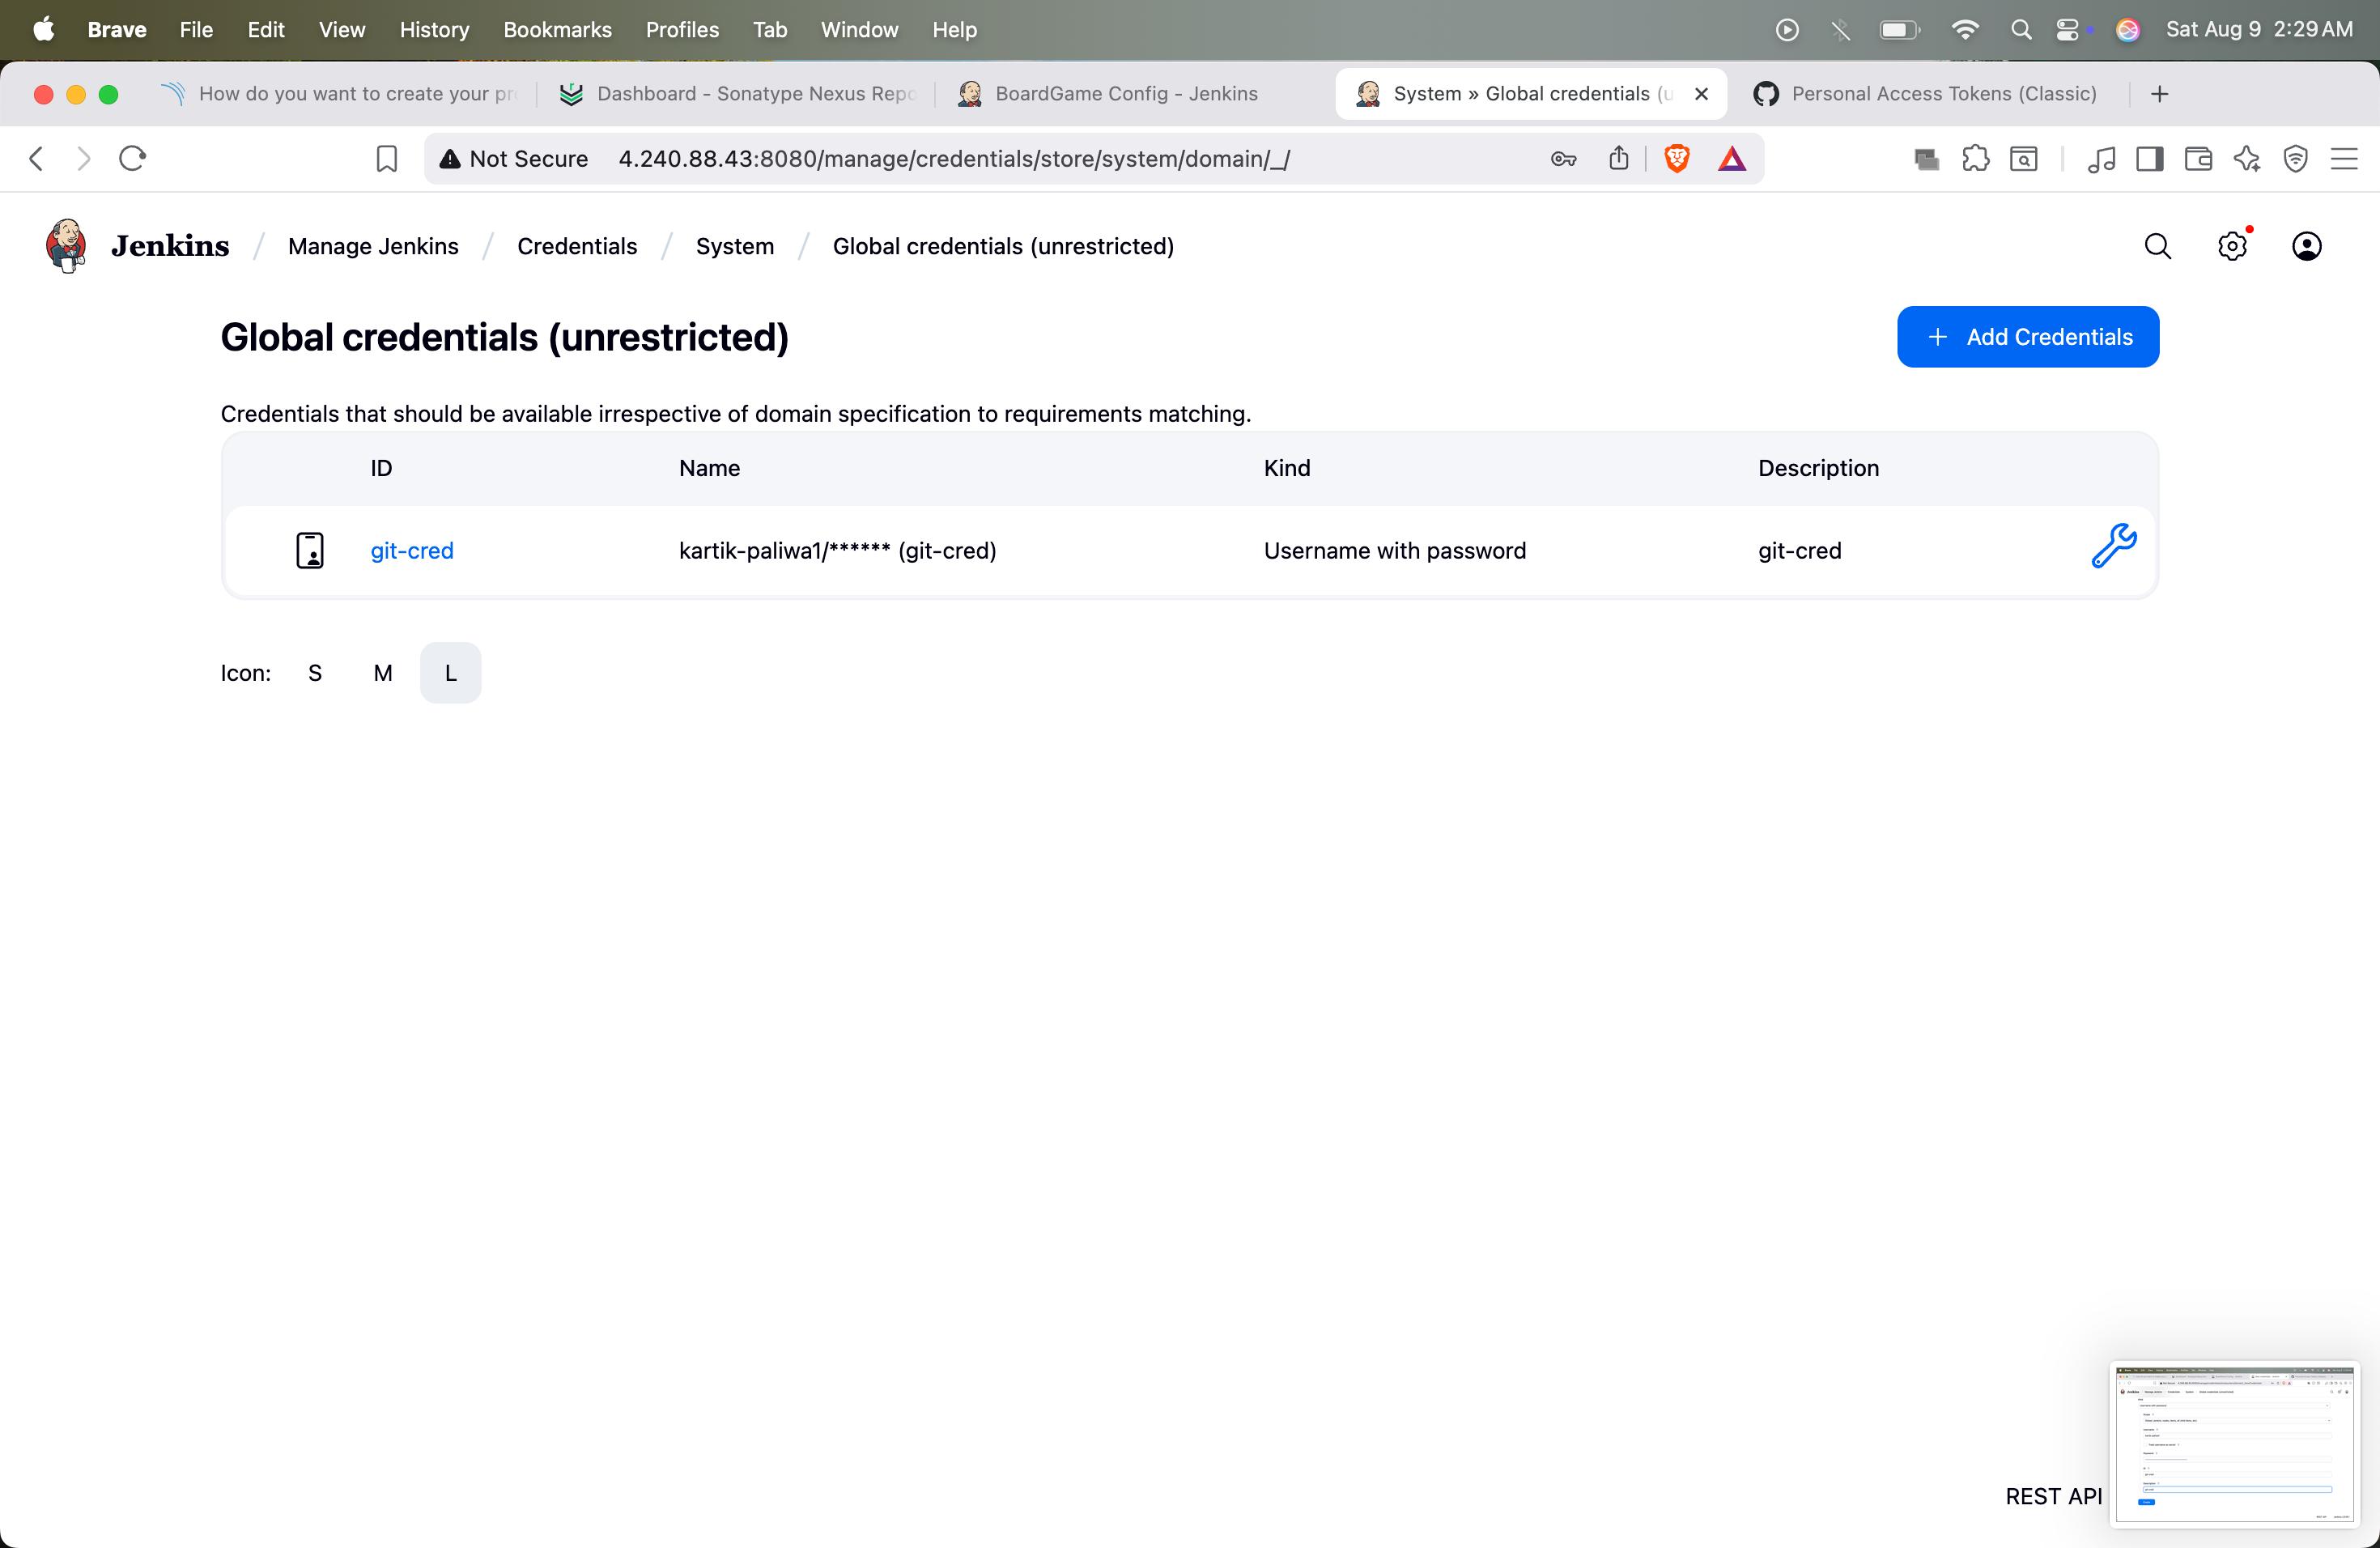 Brave File Edit View History Bookmarks Profiles Tab Window Help Sat Aug 9 2:29 AM
How do you want to create your pr Dashboard - Sonatype Nexus Repo BoardGame Config - Jenkins System » Global credentials (u Personal Access Tokens (Classic)
Not Secure 4.240.88.43:8080/manage/credentials/store/system/domain/_/
Jenkins / Manage Jenkins / Credentials / System / Global credentials (unrestricted)
Global credentials (unrestricted)
+ Add Credentials
Credentials that should be available irrespective of domain specification to requirements matching.
ID Name Kind Description
git-cred kartik-paliwa1/****** (git-cred) Username with password git-cred
Icon: S M L
REST API